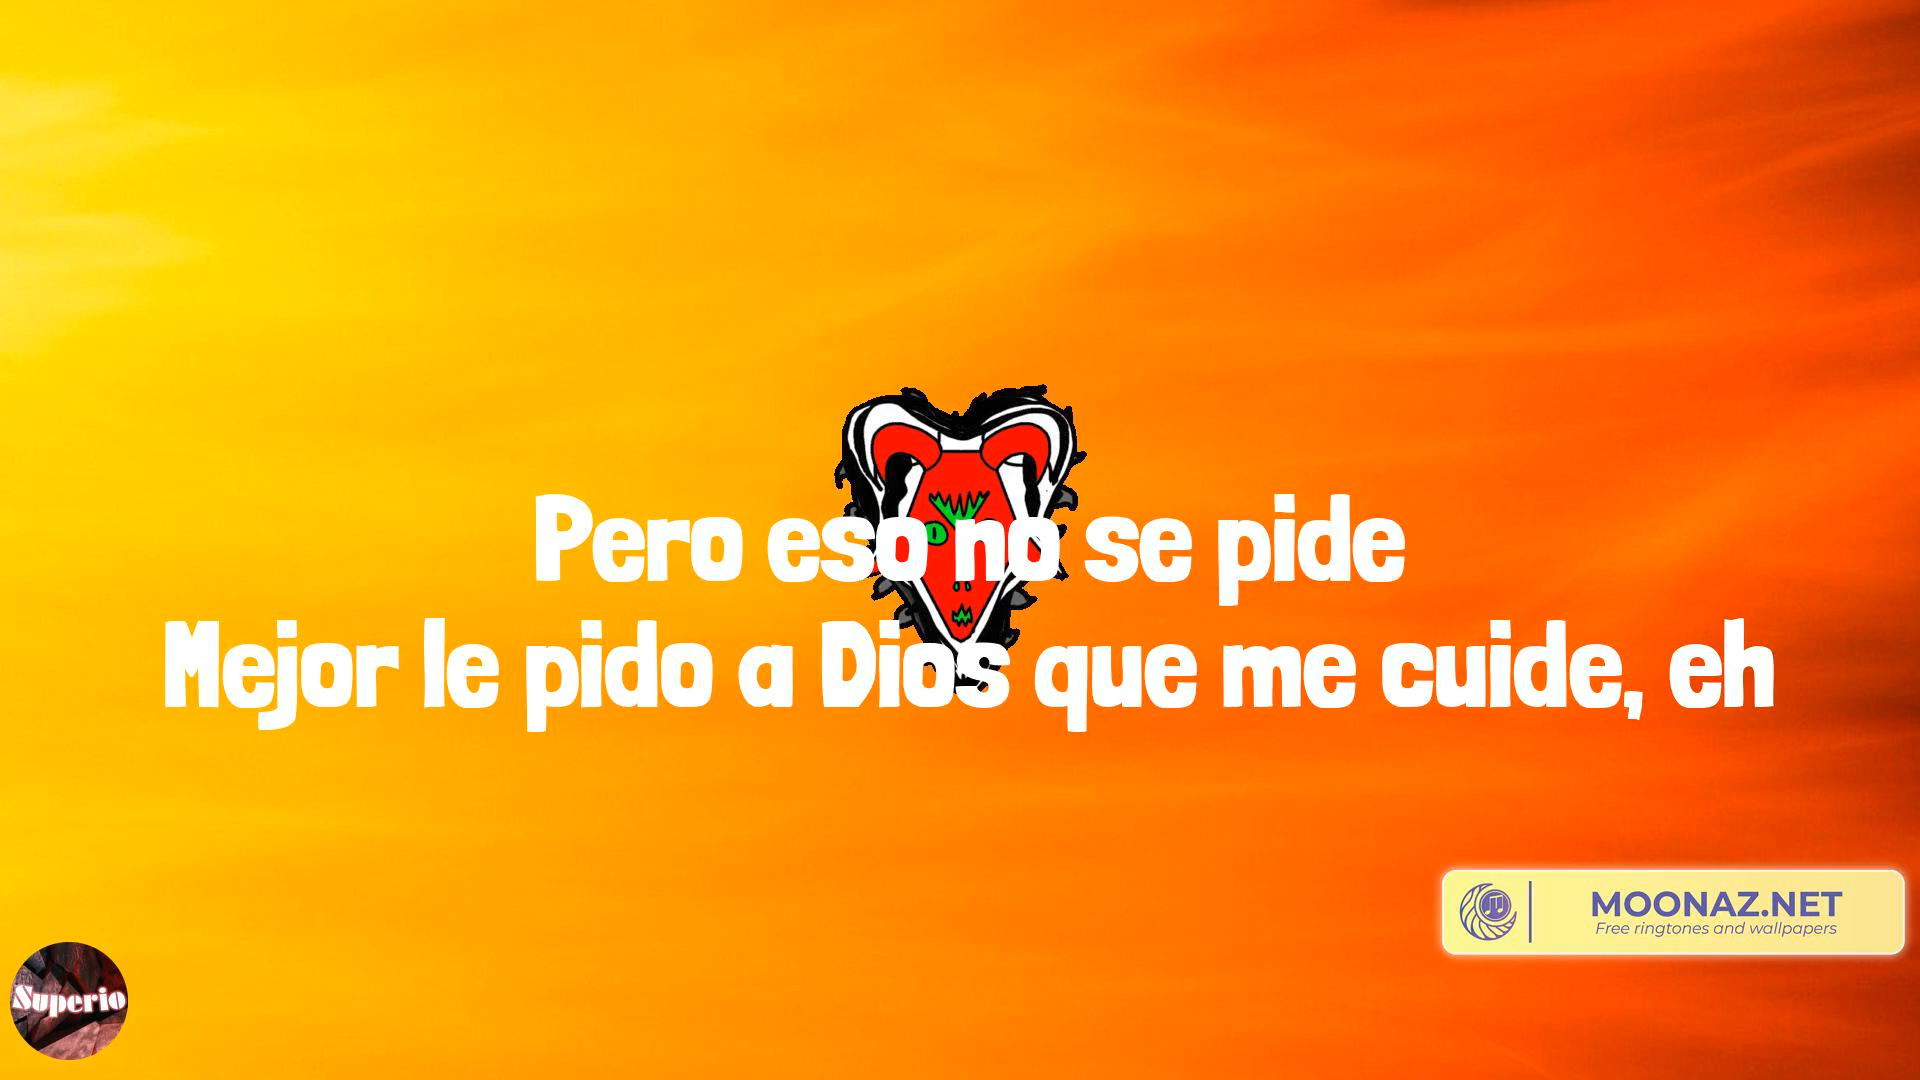 Pero eso no se pide
Mejor le pido a Dios que me cuide, eh
MOONAZ.NET
Free ringtones and wallpapers
Superio